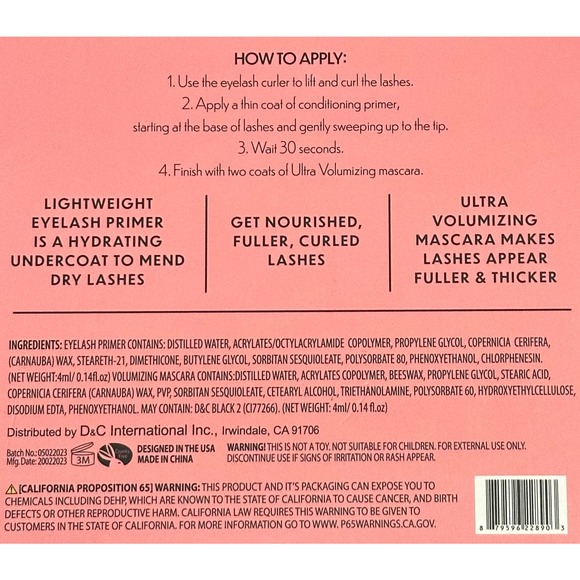 HOW TO APPLY:
1. Use the eyelash curler to lift and curl the lashes.
2. Apply a thin coat of conditioning primer,
starting at the base of lashes and gently sweeping up to the tip.
3. Wait 30 seconds.
4. Finish with two coats of Ultra Volumizing mascara.
LIGHTWEIGHT
EYELASH PRIMER
IS A HYDRATING
UNDERCOAT TO MEND
DRY LASHES
GET NOURISHED,
FULLER, CURLED
LASHES
ULTRA
VOLUMIZING
MASCARA MAKES
LASHES APPEAR
FULLER & THICKER
INGREDIENTS: EYELASH PRIMER CONTAINS: DISTILLED WATER, ACRYLATES/OCTYLACRYLAMIDE COPOLYMER, PROPYLENE GLYCOL, COPERNICIA CERIFERA,
(CARNAUBA) WAX, STEARETH-21, DIMETHICONE, BUTYLENE GLYCOL, SORBITAN SESQUIOLEATE, POLYSORBATE 80, PHENOXYETHANOL, CHLORPHENESIN.
(NET WEIGHT:4ml/ 0.14fl.oz) VOLUMIZING MASCARA CONTAINS:DISTILLED WATER, ACRYLATES COPOLYMER, BEESWAX, PROPYLENE GLYCOL, STEARIC ACID,
COPERNICIA CERIFERA (CARNAUBA) WAX, PVP, SORBITAN SESQUIOLEATE, CETEARYL ALCOHOL, TRIETHANOLAMINE, POLYSORBATE 60, HYDROXYETHYLCELLULOSE,
DISODIUM EDTA, PHENOXYETHANOL. MAY CONTAIN: D&C BLACK 2 (CI77266). (NET WEIGHT: 4ml/ 0.14 fl.oz)
Distributed by D&C International Inc., Irwindale, CA 91706
Batch No.: 05022023
Mfg. Date: 20022023
3M
Cruelty
Free
DESIGNED IN THE USA
MADE IN CHINA
WARNING! THIS IS NOT A TOY. NOT SUITABLE FOR CHILDREN. FOR EXTERNAL USE ONLY.
DISCONTINUE USE IF SIGNS OF IRRITATION OR RASH APPEAR.
[CALIFORNIA PROPOSITION 65] WARNING: THIS PRODUCT AND IT'S PACKAGING CAN EXPOSE YOU TO
CHEMICALS INCLUDING DEHP, WHICH ARE KNOWN TO THE STATE OF CALIFORNIA TO CAUSE CANCER, AND BIRTH
DEFECTS OR OTHER REPRODUCTIVE HARM. CALIFORNIA LAW REQUIRES THIS WARNING TO BE GIVEN TO
CUSTOMERS IN THE STATE OF CALIFORNIA. FOR MORE INFORMATION GO TO WWW.P65WARNINGS.CA.GOV.
8 79596 22890 3